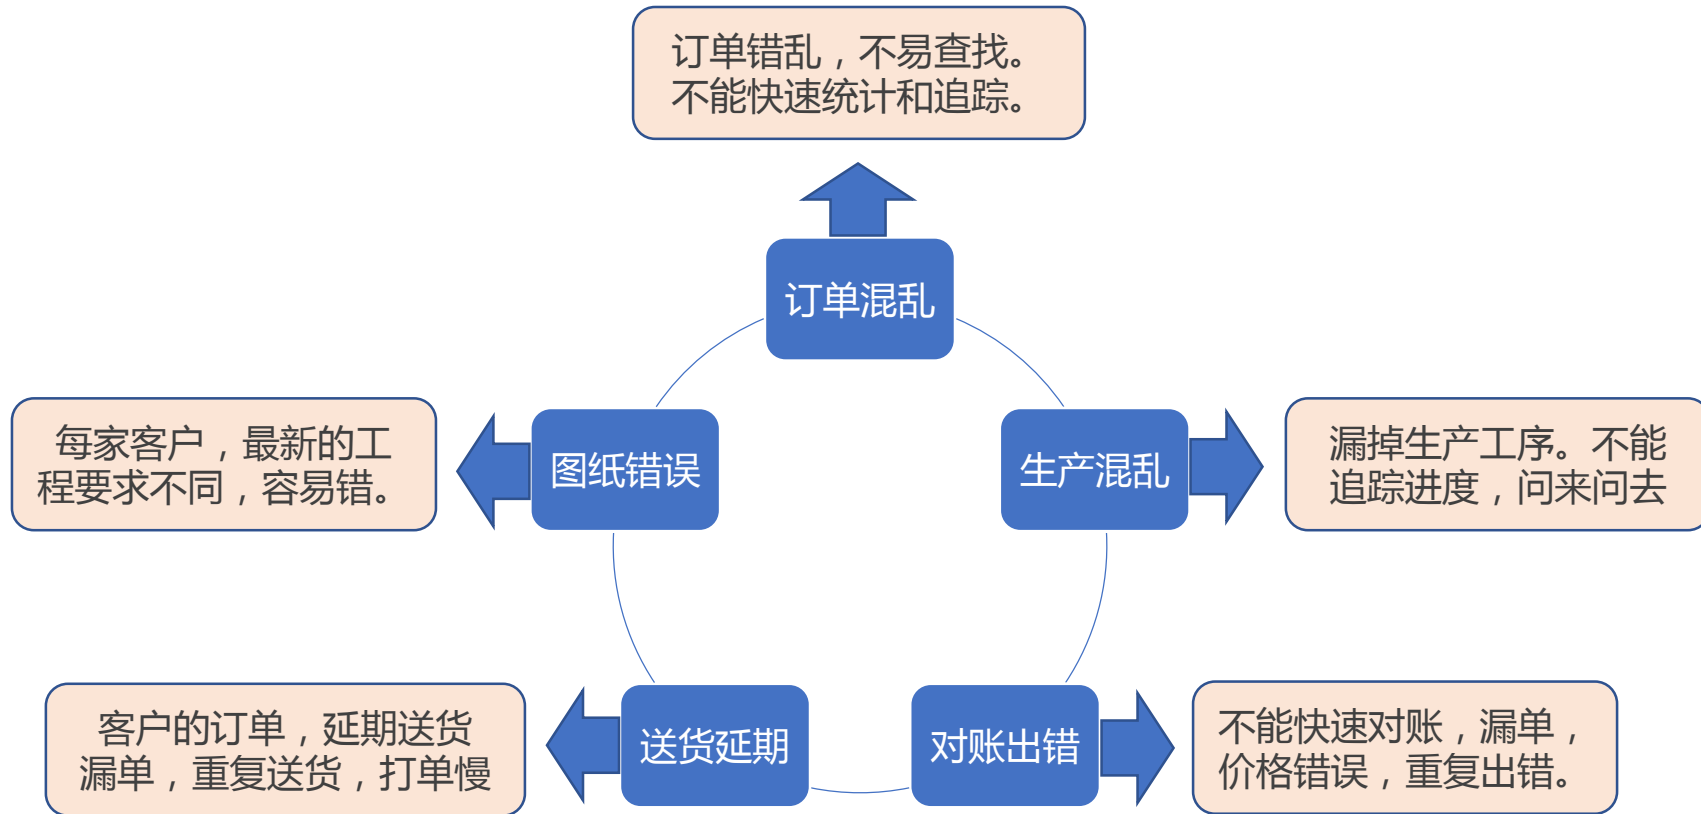 订单错乱，不易查找。
不能快速统计和追踪。
订单混乱
每家客户，最新的工
程要求不同，容易错。
图纸错误
生产混乱
漏掉生产工序。不能
追踪进度，问来问去
客户的订单，延期送货
漏单，重复送货，打单慢
送货延期
对账出错
不能快速对账，漏单，
价格错误，重复出错。